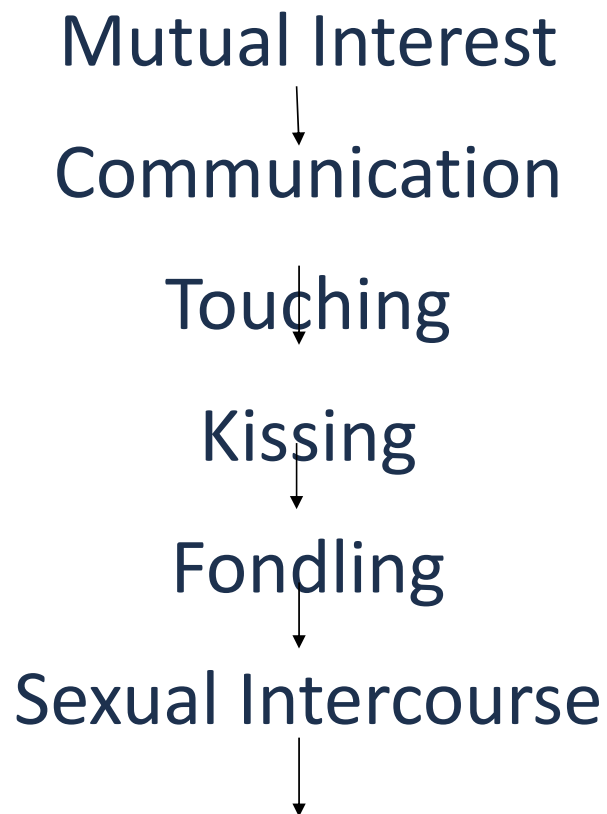 Mutual Interest
Communication
Touching
Kissing
Fondling
Sexual Intercourse